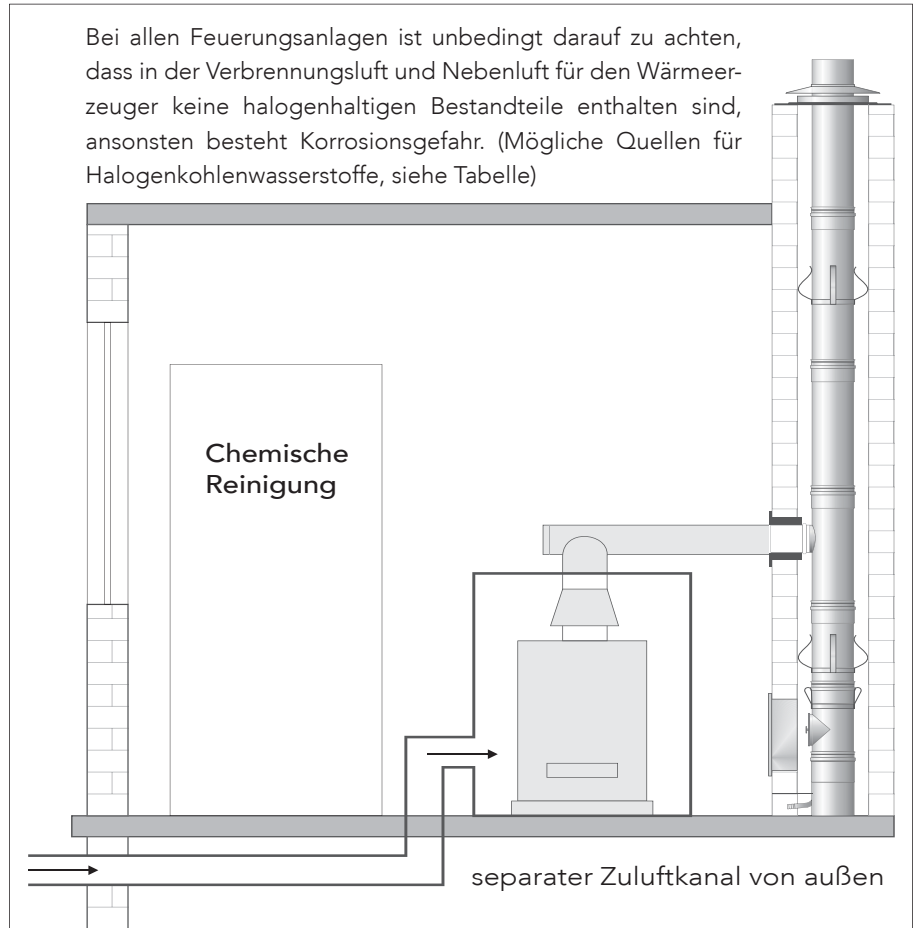 Bei allen Feuerungsanlagen ist unbedingt darauf zu achten,
dass in der Verbrennungsluft und Nebenluft für den Wärmeer-
zeuger keine halogenhaltigen Bestandteile enthalten sind,
ansonsten besteht Korrosionsgefahr. (Mögliche Quellen für
Halogenkohlenwasserstoffe, siehe Tabelle)
Chemische
Reinigung
separater Zuluftkanal von außen